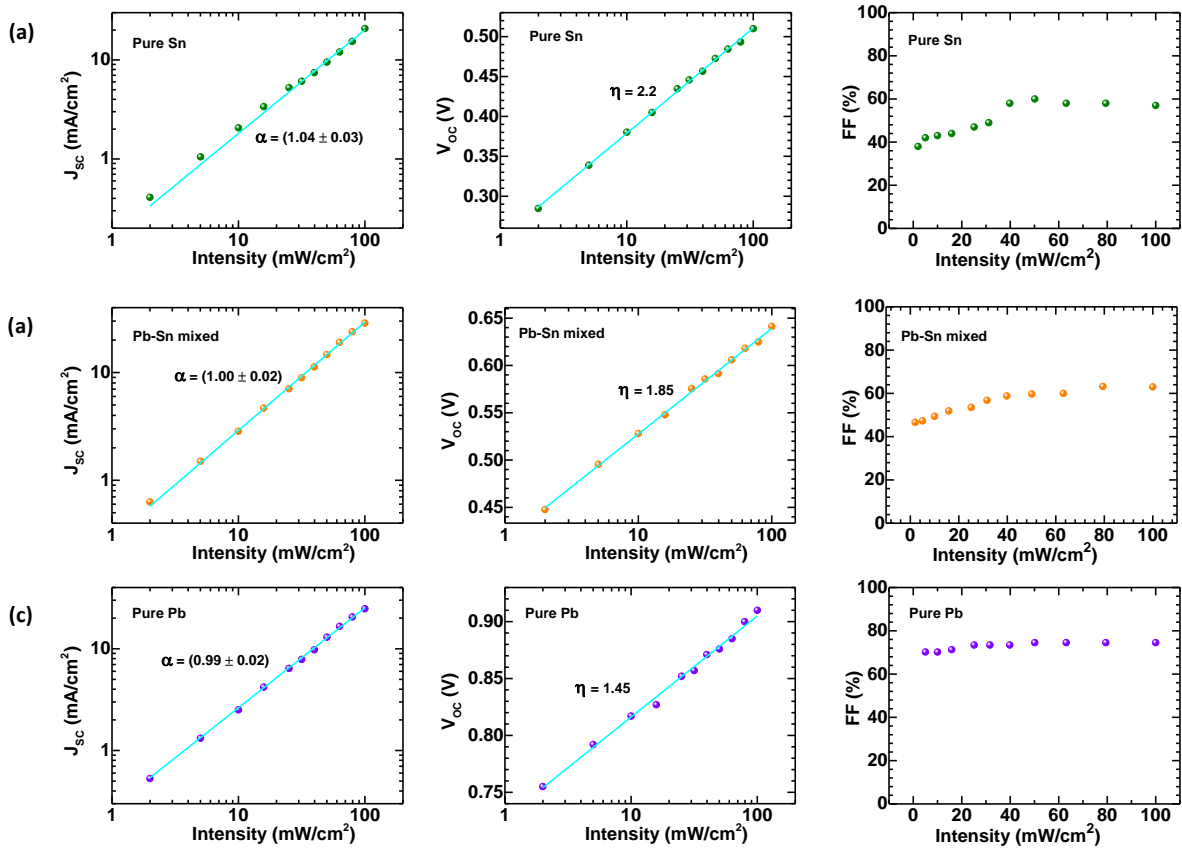 (a)
Pure Sn
α = (1.04 ± 0.03)
J_SC (mA/cm²)
10
1
1
10
100
Intensity (mW/cm²)
Pure Sn
η = 2.2
V_OC (V)
0.50
0.45
0.40
0.35
0.30
1
10
100
Intensity (mW/cm²)
Pure Sn
FF (%)
100
80
60
40
20
0
0
20
40
60
80
100
Intensity (mW/cm²)
(a)
Pb-Sn mixed
α = (1.00 ± 0.02)
J_SC (mA/cm²)
10
1
1
10
100
Intensity (mW/cm²)
Pb-Sn mixed
η = 1.85
V_OC (V)
0.65
0.60
0.55
0.50
0.45
1
10
100
Intensity (mW/cm²)
Pb-Sn mixed
FF (%)
100
80
60
40
20
0
0
20
40
60
80
100
Intensity (mW/cm²)
(c)
Pure Pb
α = (0.99 ± 0.02)
J_SC (mA/cm²)
10
1
1
10
100
Intensity (mW/cm²)
Pure Pb
η = 1.45
V_OC (V)
0.90
0.85
0.80
0.75
1
10
100
Intensity (mW/cm²)
Pure Pb
FF (%)
100
80
60
40
20
0
0
20
40
60
80
100
Intensity (mW/cm²)